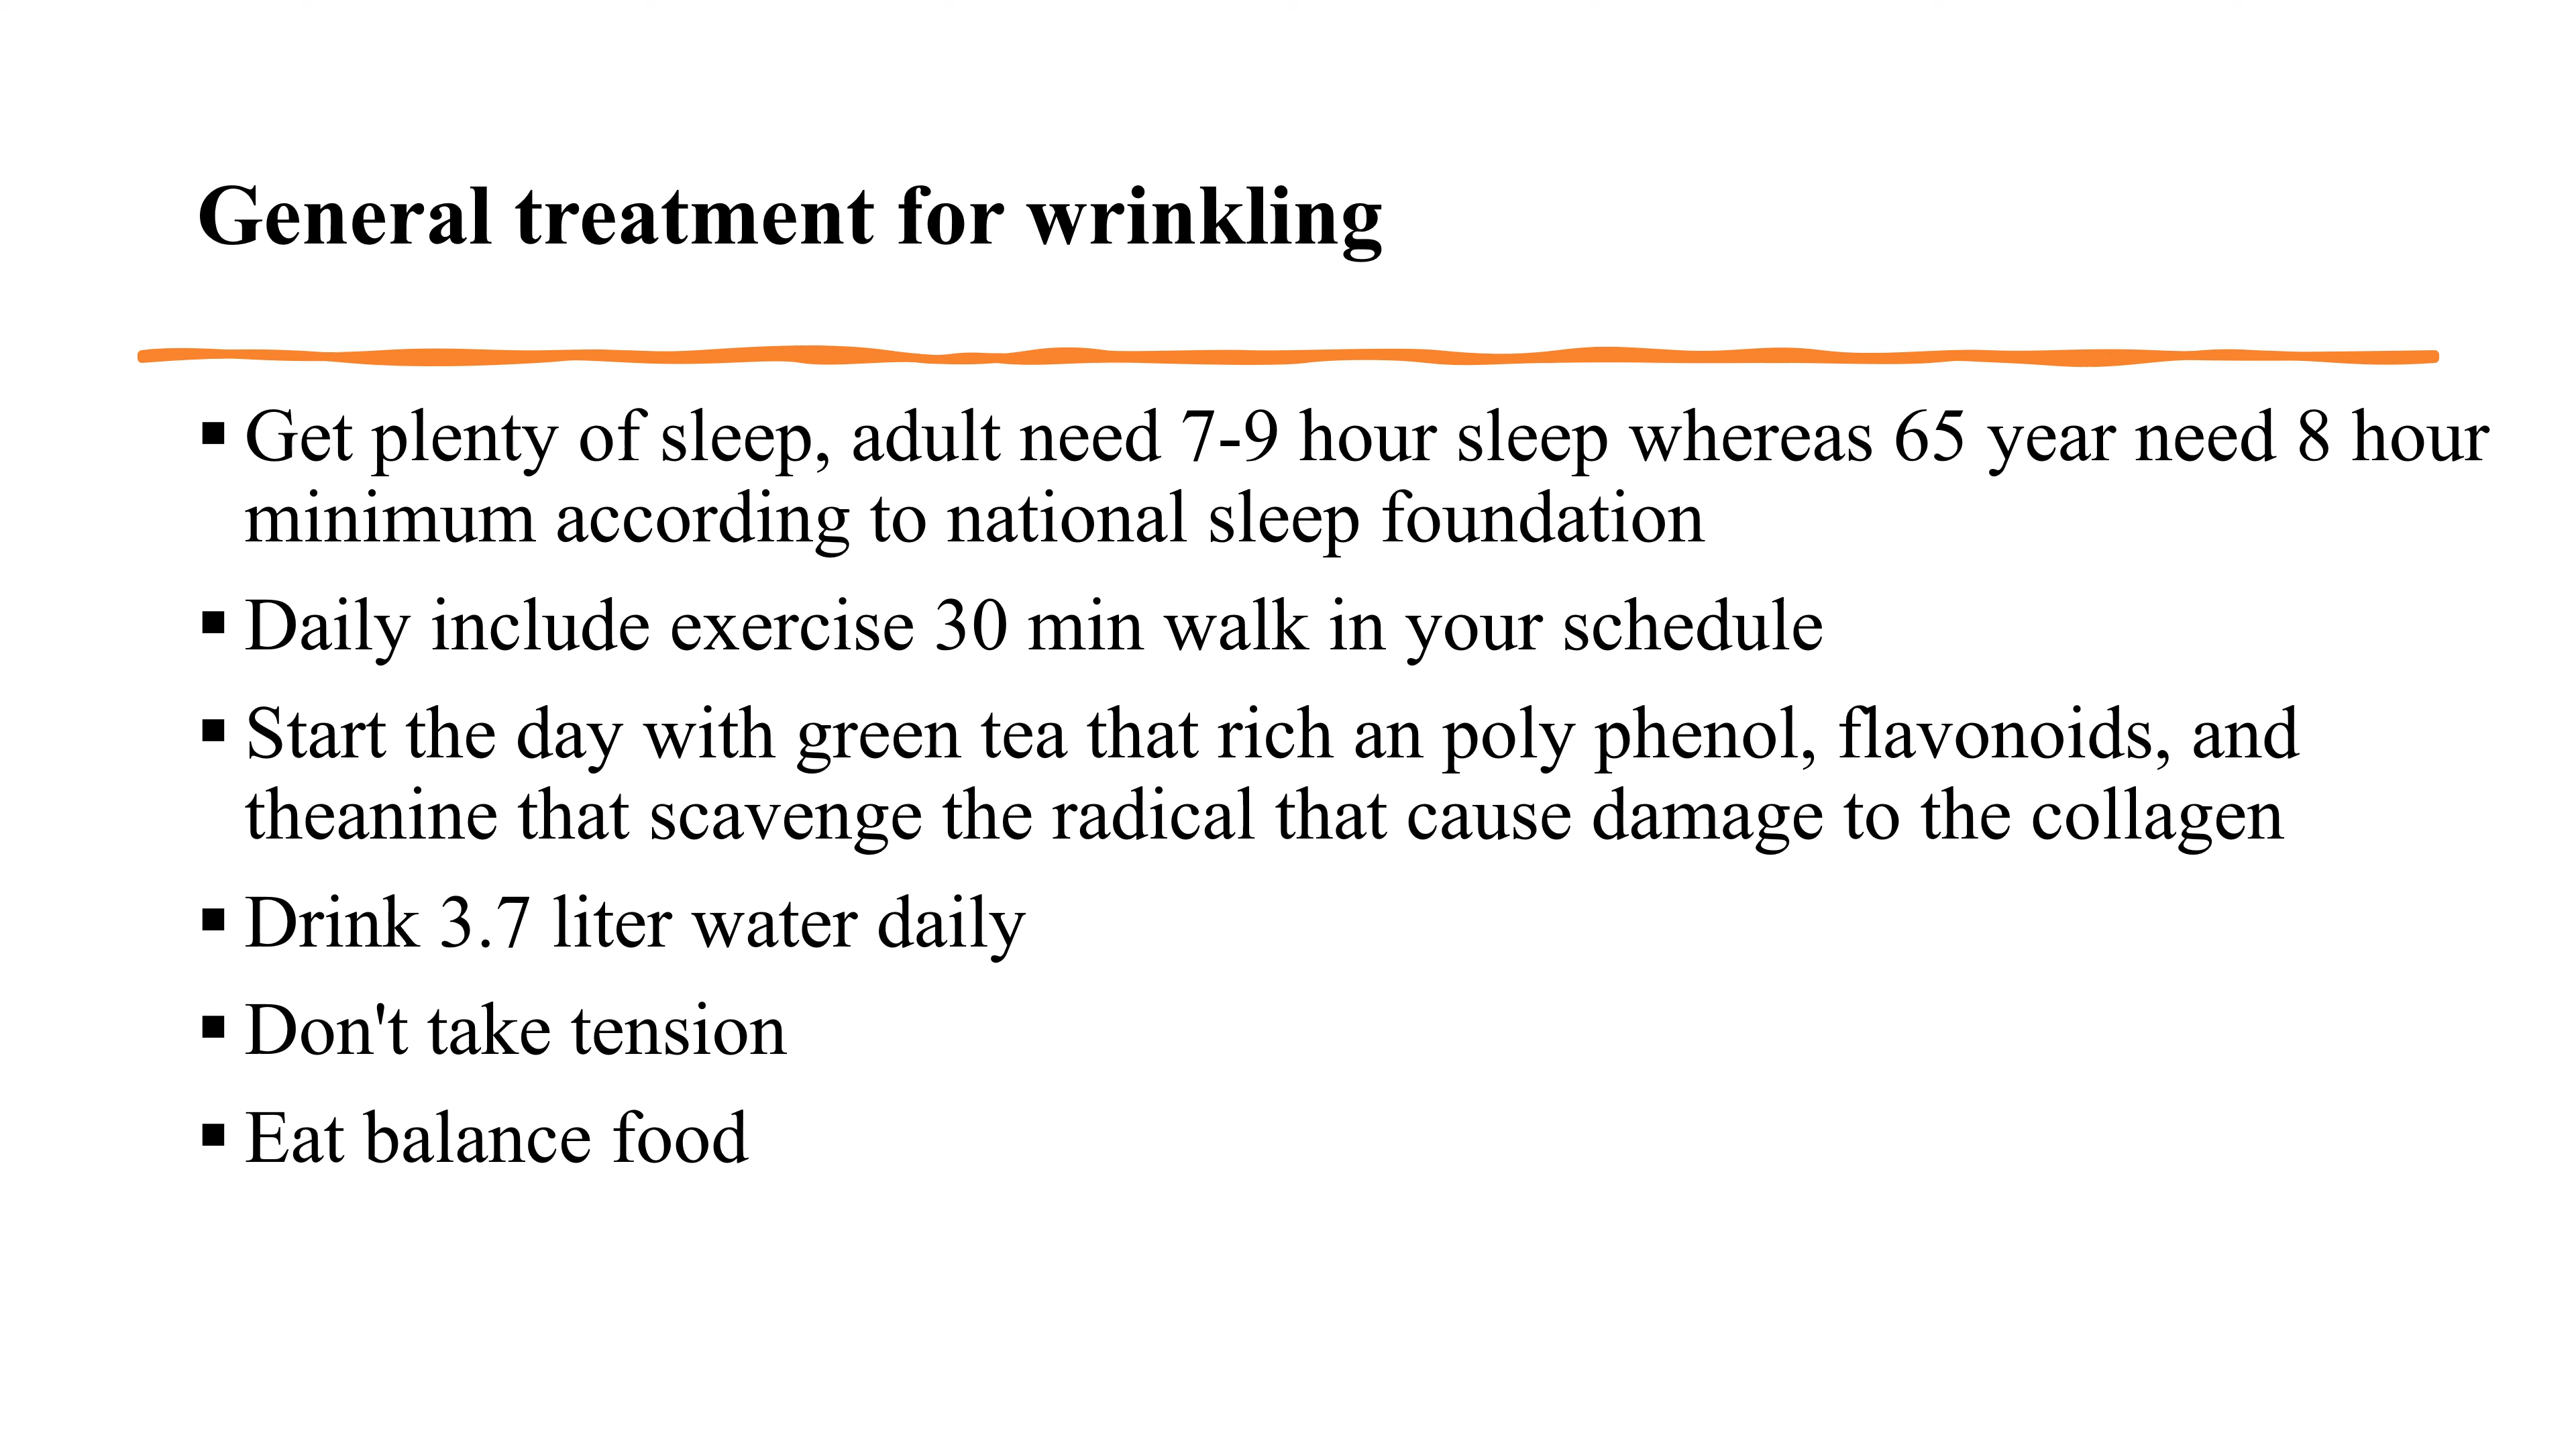 General treatment for wrinkling
▪ Get plenty of sleep, adult need 7-9 hour sleep whereas 65 year need 8 hour
minimum according to national sleep foundation
▪ Daily include exercise 30 min walk in your schedule
▪ Start the day with green tea that rich an poly phenol, flavonoids, and
theanine that scavenge the radical that cause damage to the collagen
▪ Drink 3.7 liter water daily
▪ Don't take tension
▪ Eat balance food